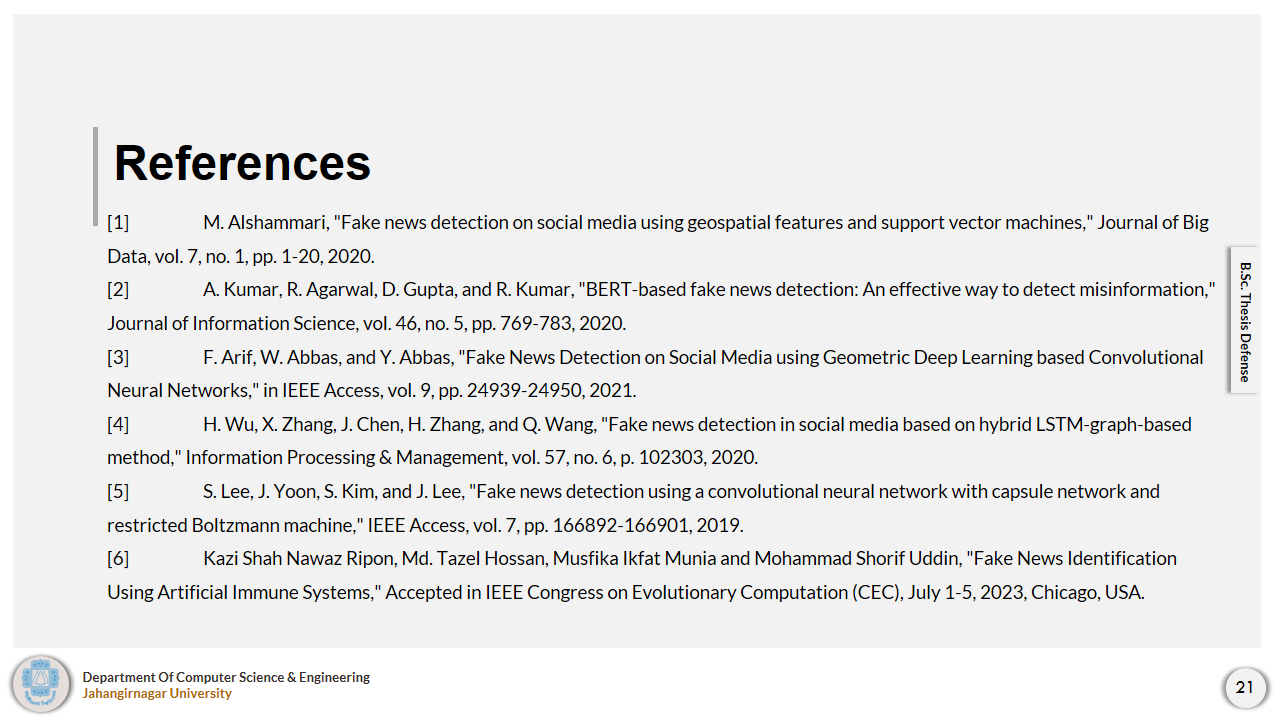 References
[1] M. Alshammari, "Fake news detection on social media using geospatial features and support vector machines," Journal of Big
Data, vol. 7, no. 1, pp. 1-20, 2020.
[2] A. Kumar, R. Agarwal, D. Gupta, and R. Kumar, "BERT-based fake news detection: An effective way to detect misinformation,"
Journal of Information Science, vol. 46, no. 5, pp. 769-783, 2020.
[3] F. Arif, W. Abbas, and Y. Abbas, "Fake News Detection on Social Media using Geometric Deep Learning based Convolutional
Neural Networks," in IEEE Access, vol. 9, pp. 24939-24950, 2021.
[4] H. Wu, X. Zhang, J. Chen, H. Zhang, and Q. Wang, "Fake news detection in social media based on hybrid LSTM-graph-based
method," Information Processing & Management, vol. 57, no. 6, p. 102303, 2020.
[5] S. Lee, J. Yoon, S. Kim, and J. Lee, "Fake news detection using a convolutional neural network with capsule network and
restricted Boltzmann machine," IEEE Access, vol. 7, pp. 166892-166901, 2019.
[6] Kazi Shah Nawaz Ripon, Md. Tazel Hossan, Musfika Ikfat Munia and Mohammad Shorif Uddin, "Fake News Identification
Using Artificial Immune Systems," Accepted in IEEE Congress on Evolutionary Computation (CEC), July 1-5, 2023, Chicago, USA.
B.Sc. Thesis Defense
Department Of Computer Science & Engineering
Jahangirnagar University
21